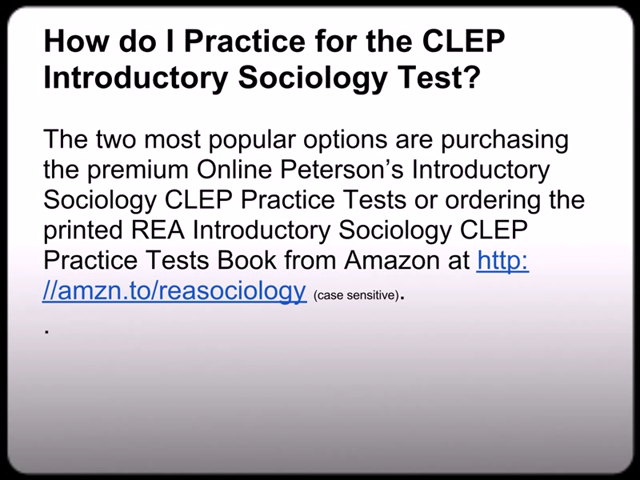 How do I Practice for the CLEP
Introductory Sociology Test?
The two most popular options are purchasing
the premium Online Peterson's Introductory
Sociology CLEP Practice Tests or ordering the
printed REA Introductory Sociology CLEP
Practice Tests Book from Amazon at http:
//amzn.to/reasociology (case sensitive).
.